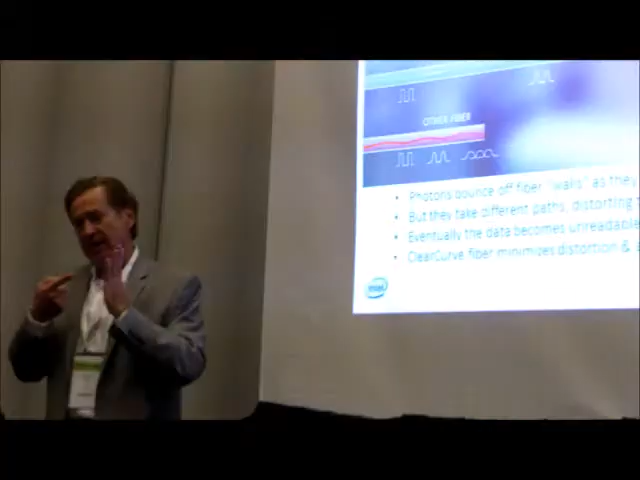 OTHER FIBER
• Photons bounce off fiber "walls" as they
• But they take different paths, distorting
• Eventually the data becomes unreadable
• ClearCurve fiber minimizes distortion &
intel